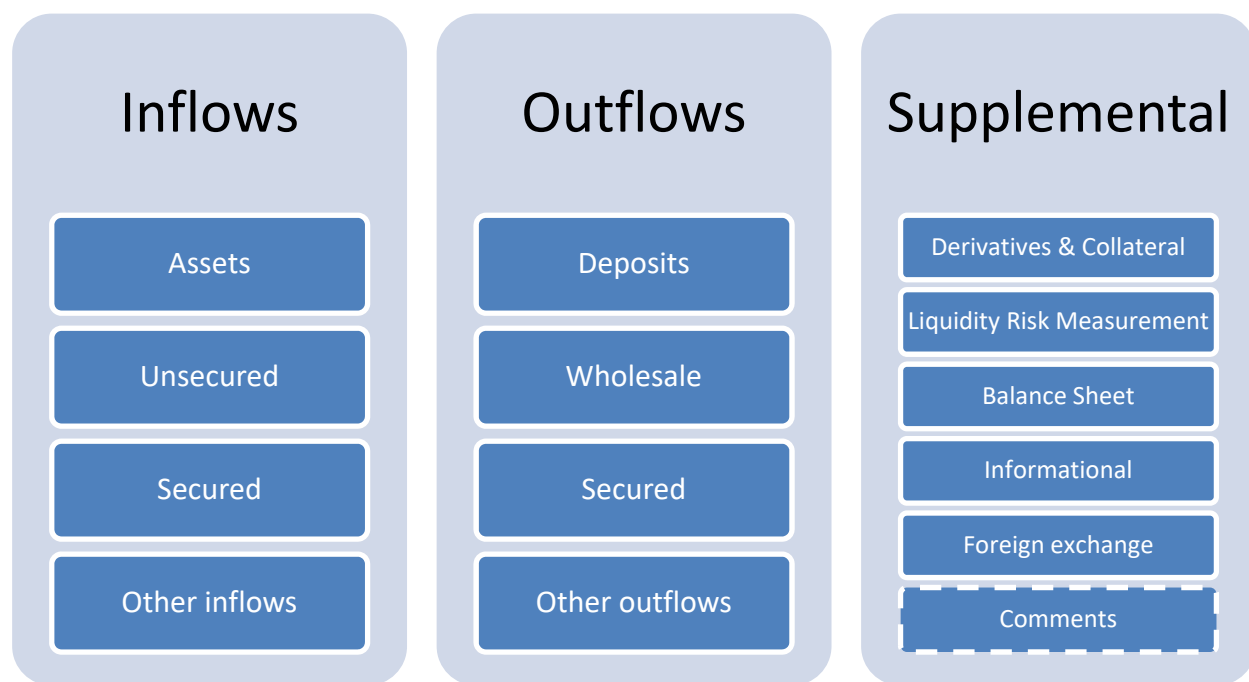 Inflows
Assets
Unsecured
Secured
Other inflows
Outflows
Deposits
Wholesale
Secured
Other outflows
Supplemental
Derivatives & Collateral
Liquidity Risk Measurement
Balance Sheet
Informational
Foreign exchange
Comments